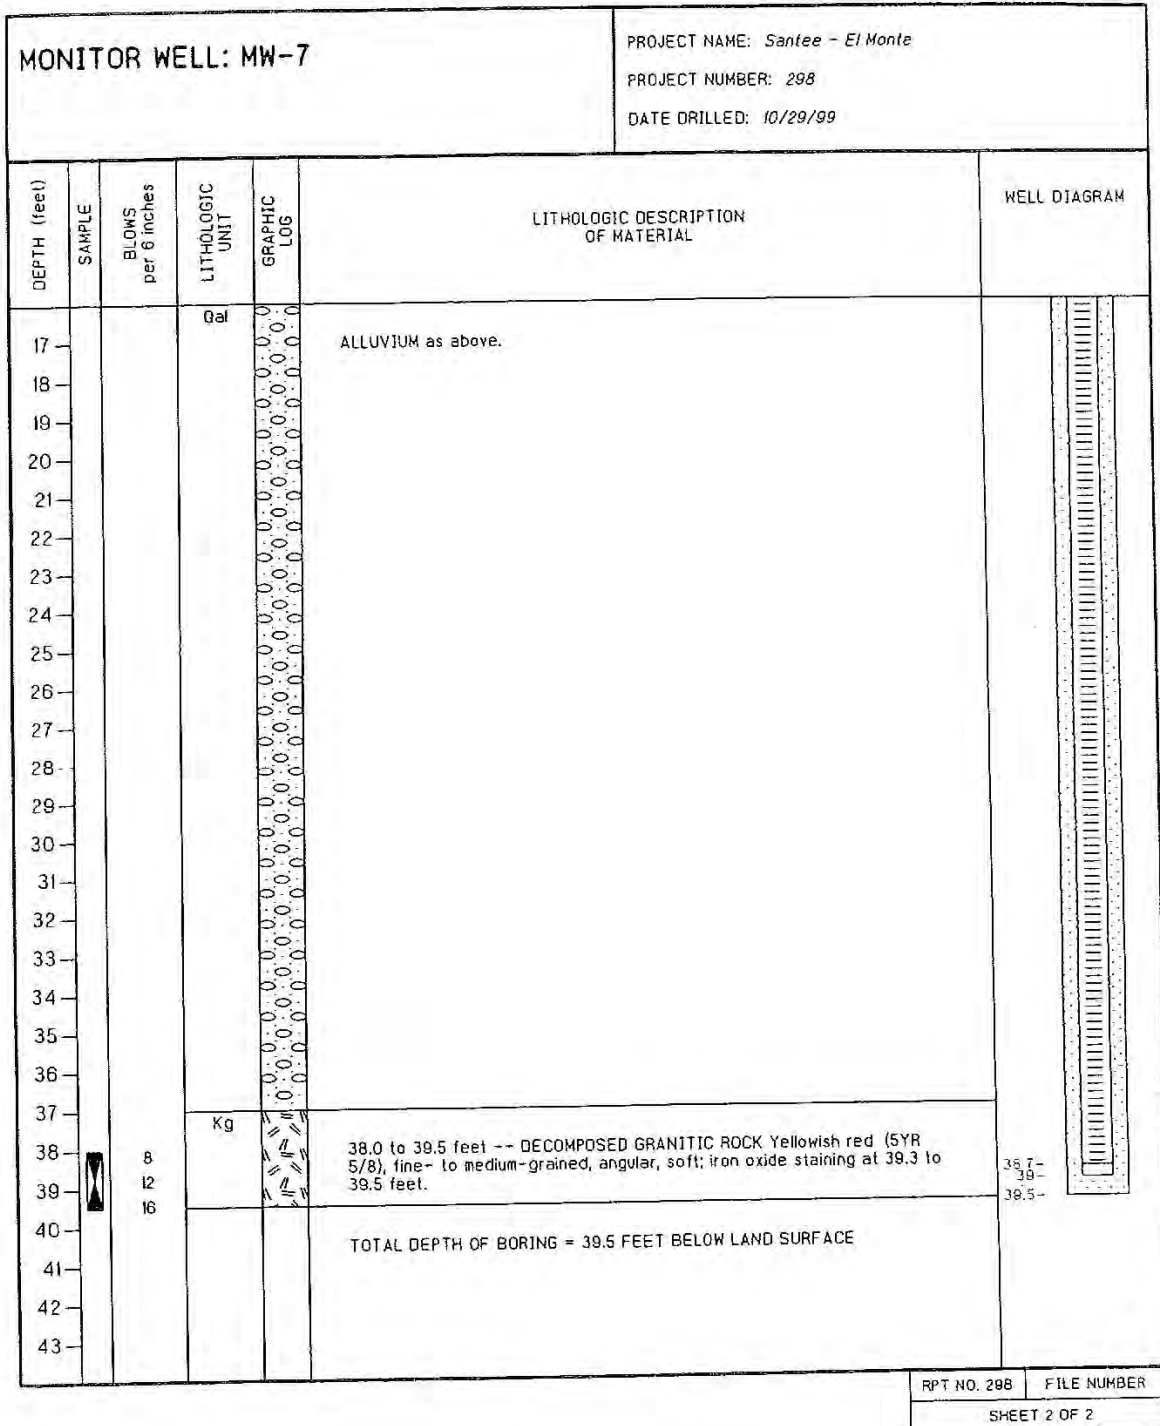 MONITOR WELL: MW-7
PROJECT NAME: Santee - El Monte
PROJECT NUMBER: 298
DATE DRILLED: 10/29/99
DEPTH (feet)
SAMPLE
BLOWS
per 6 inches
LITHOLOGIC
UNIT
GRAPHIC
LOG
LITHOLOGIC DESCRIPTION
OF MATERIAL
WELL DIAGRAM
Qal
17
ALLUVIUM as above.
18
19
20
21
22
23
24
25
26
27
28
29
30
31
32
33
34
35
36
37
Kg
38
8
38.0 to 39.5 feet -- DECOMPOSED GRANITIC ROCK Yellowish red (5YR
5/8), fine- to medium-grained, angular, soft; iron oxide staining at 39.3 to
39.5 feet.
39
12
16
38.7
39
39.5
40
TOTAL DEPTH OF BORING = 39.5 FEET BELOW LAND SURFACE
41
42
43
RPT NO. 298 FILE NUMBER
SHEET 2 OF 2